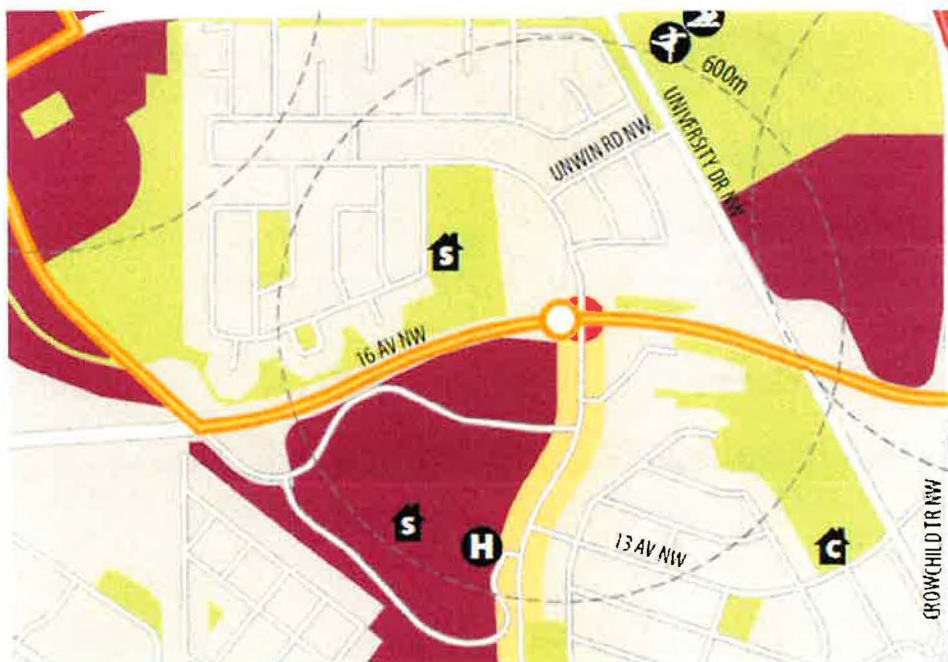 600m
UNIVERSITY DR NW
UNWIN RD NW
S
16 AV NW
S
H
13 AV NW
C
CROWCHILD TR NW